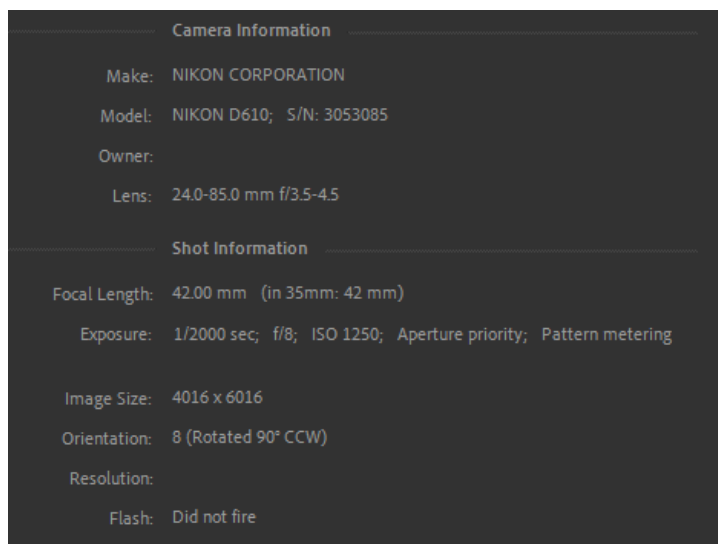 Camera Information
Make: NIKON CORPORATION
Model: NIKON D610; S/N: 3053085
Owner:
Lens: 24.0-85.0 mm f/3.5-4.5
Shot Information
Focal Length: 42.00 mm (in 35mm: 42 mm)
Exposure: 1/2000 sec; f/8; ISO 1250; Aperture priority; Pattern metering
Image Size: 4016 x 6016
Orientation: 8 (Rotated 90° CCW)
Resolution:
Flash: Did not fire